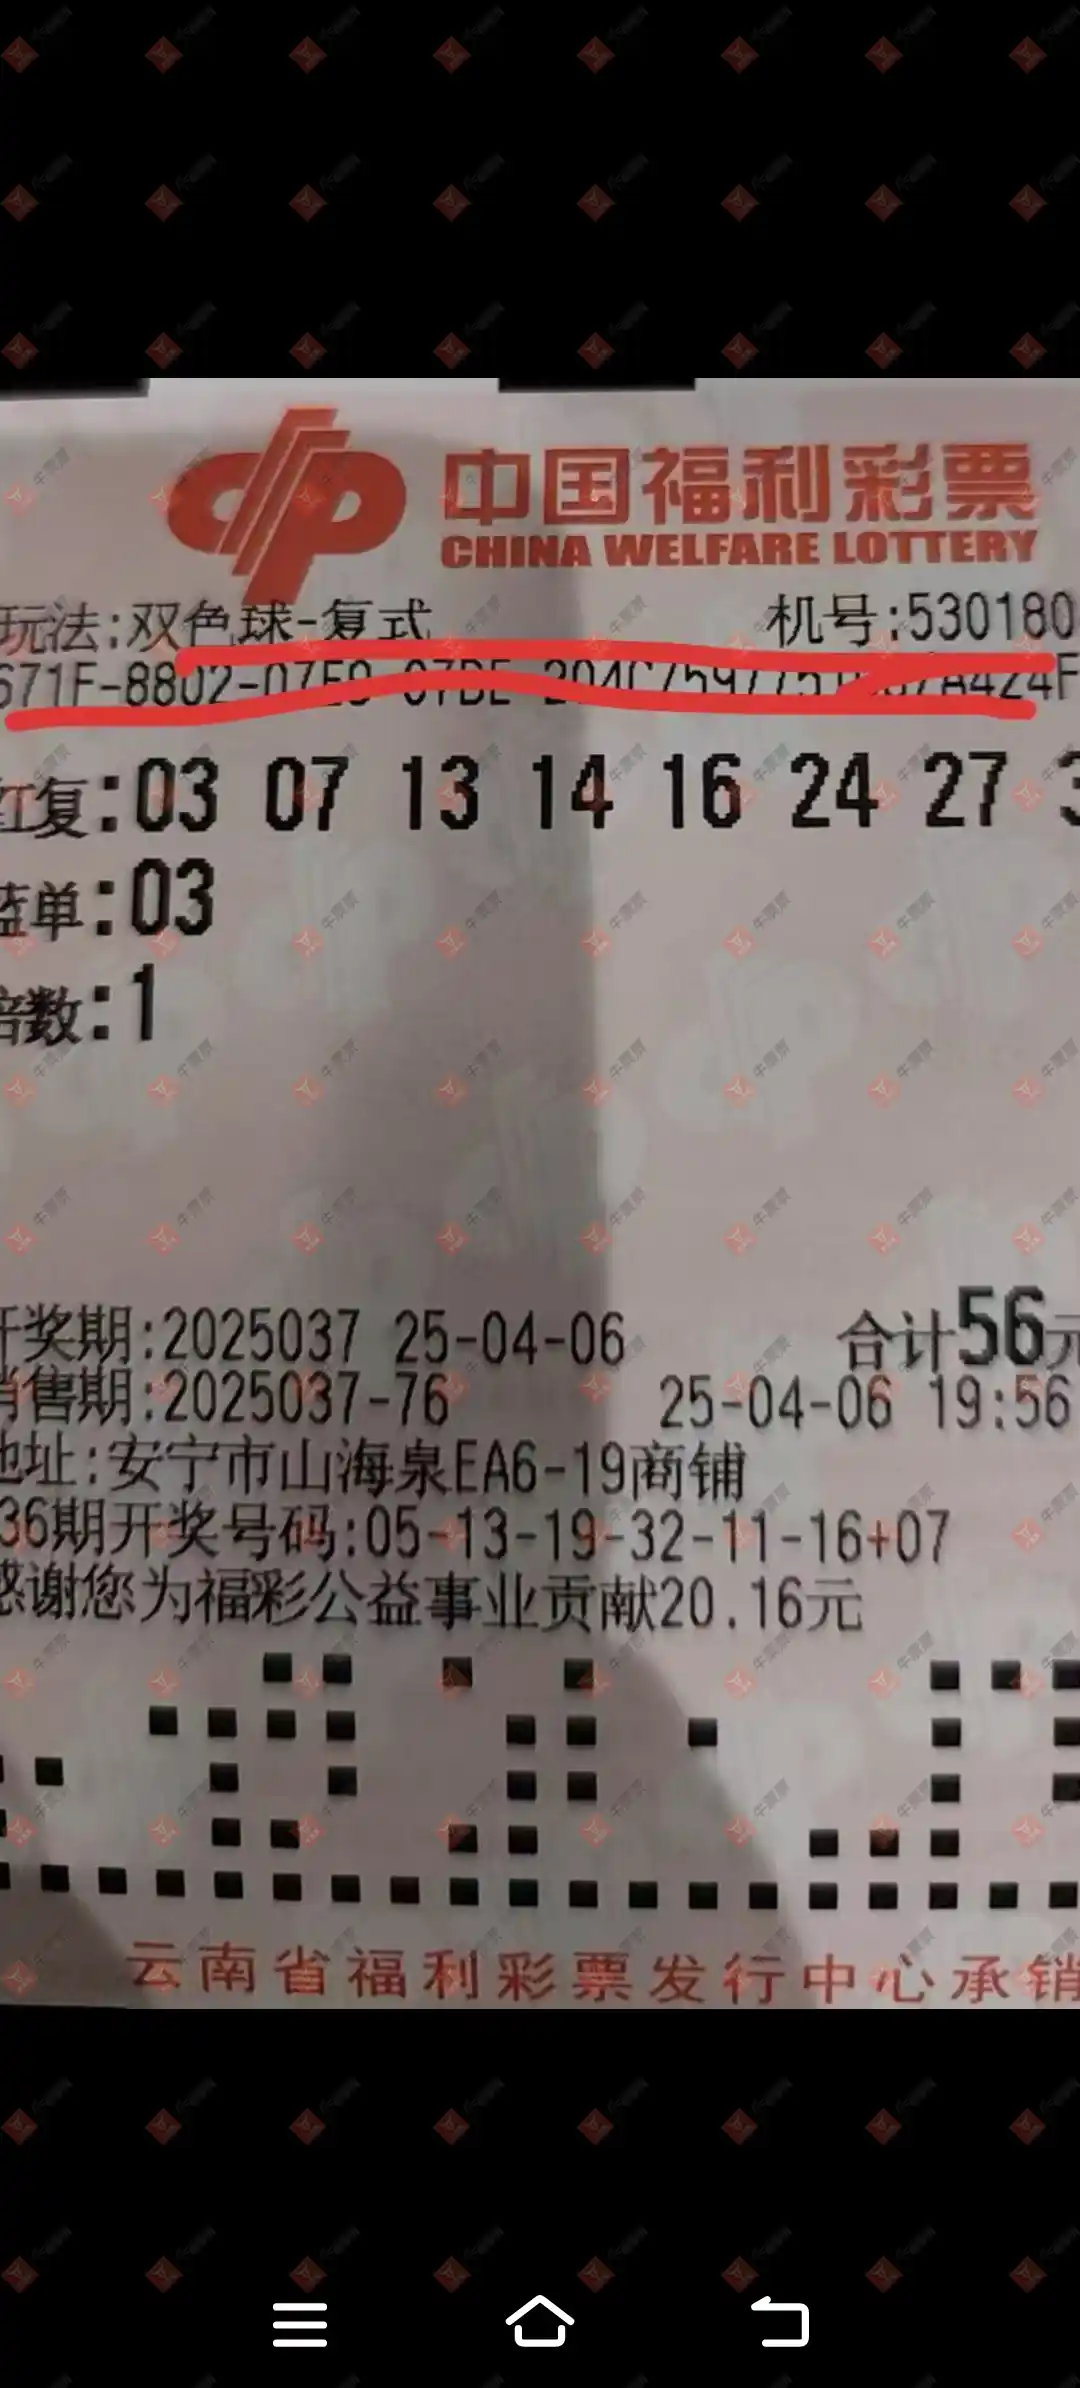 中国福利彩票
CHINA WELFARE LOTTERY
玩法:双色球-复式 机号:530180
671F-8802-07E9-07BE
红复:03 07 13 14 16 24 27
蓝单:03
倍数:1
开奖期:2025037 25-04-06 合计56元
销售期:2025037-76 25-04-06 19:56
地址:安宁市山海泉EA6-19商铺
36期开奖号码:05-13-19-32-11-16+07
感谢您为福彩公益事业贡献20.16元
云南省福利彩票发行中心承销